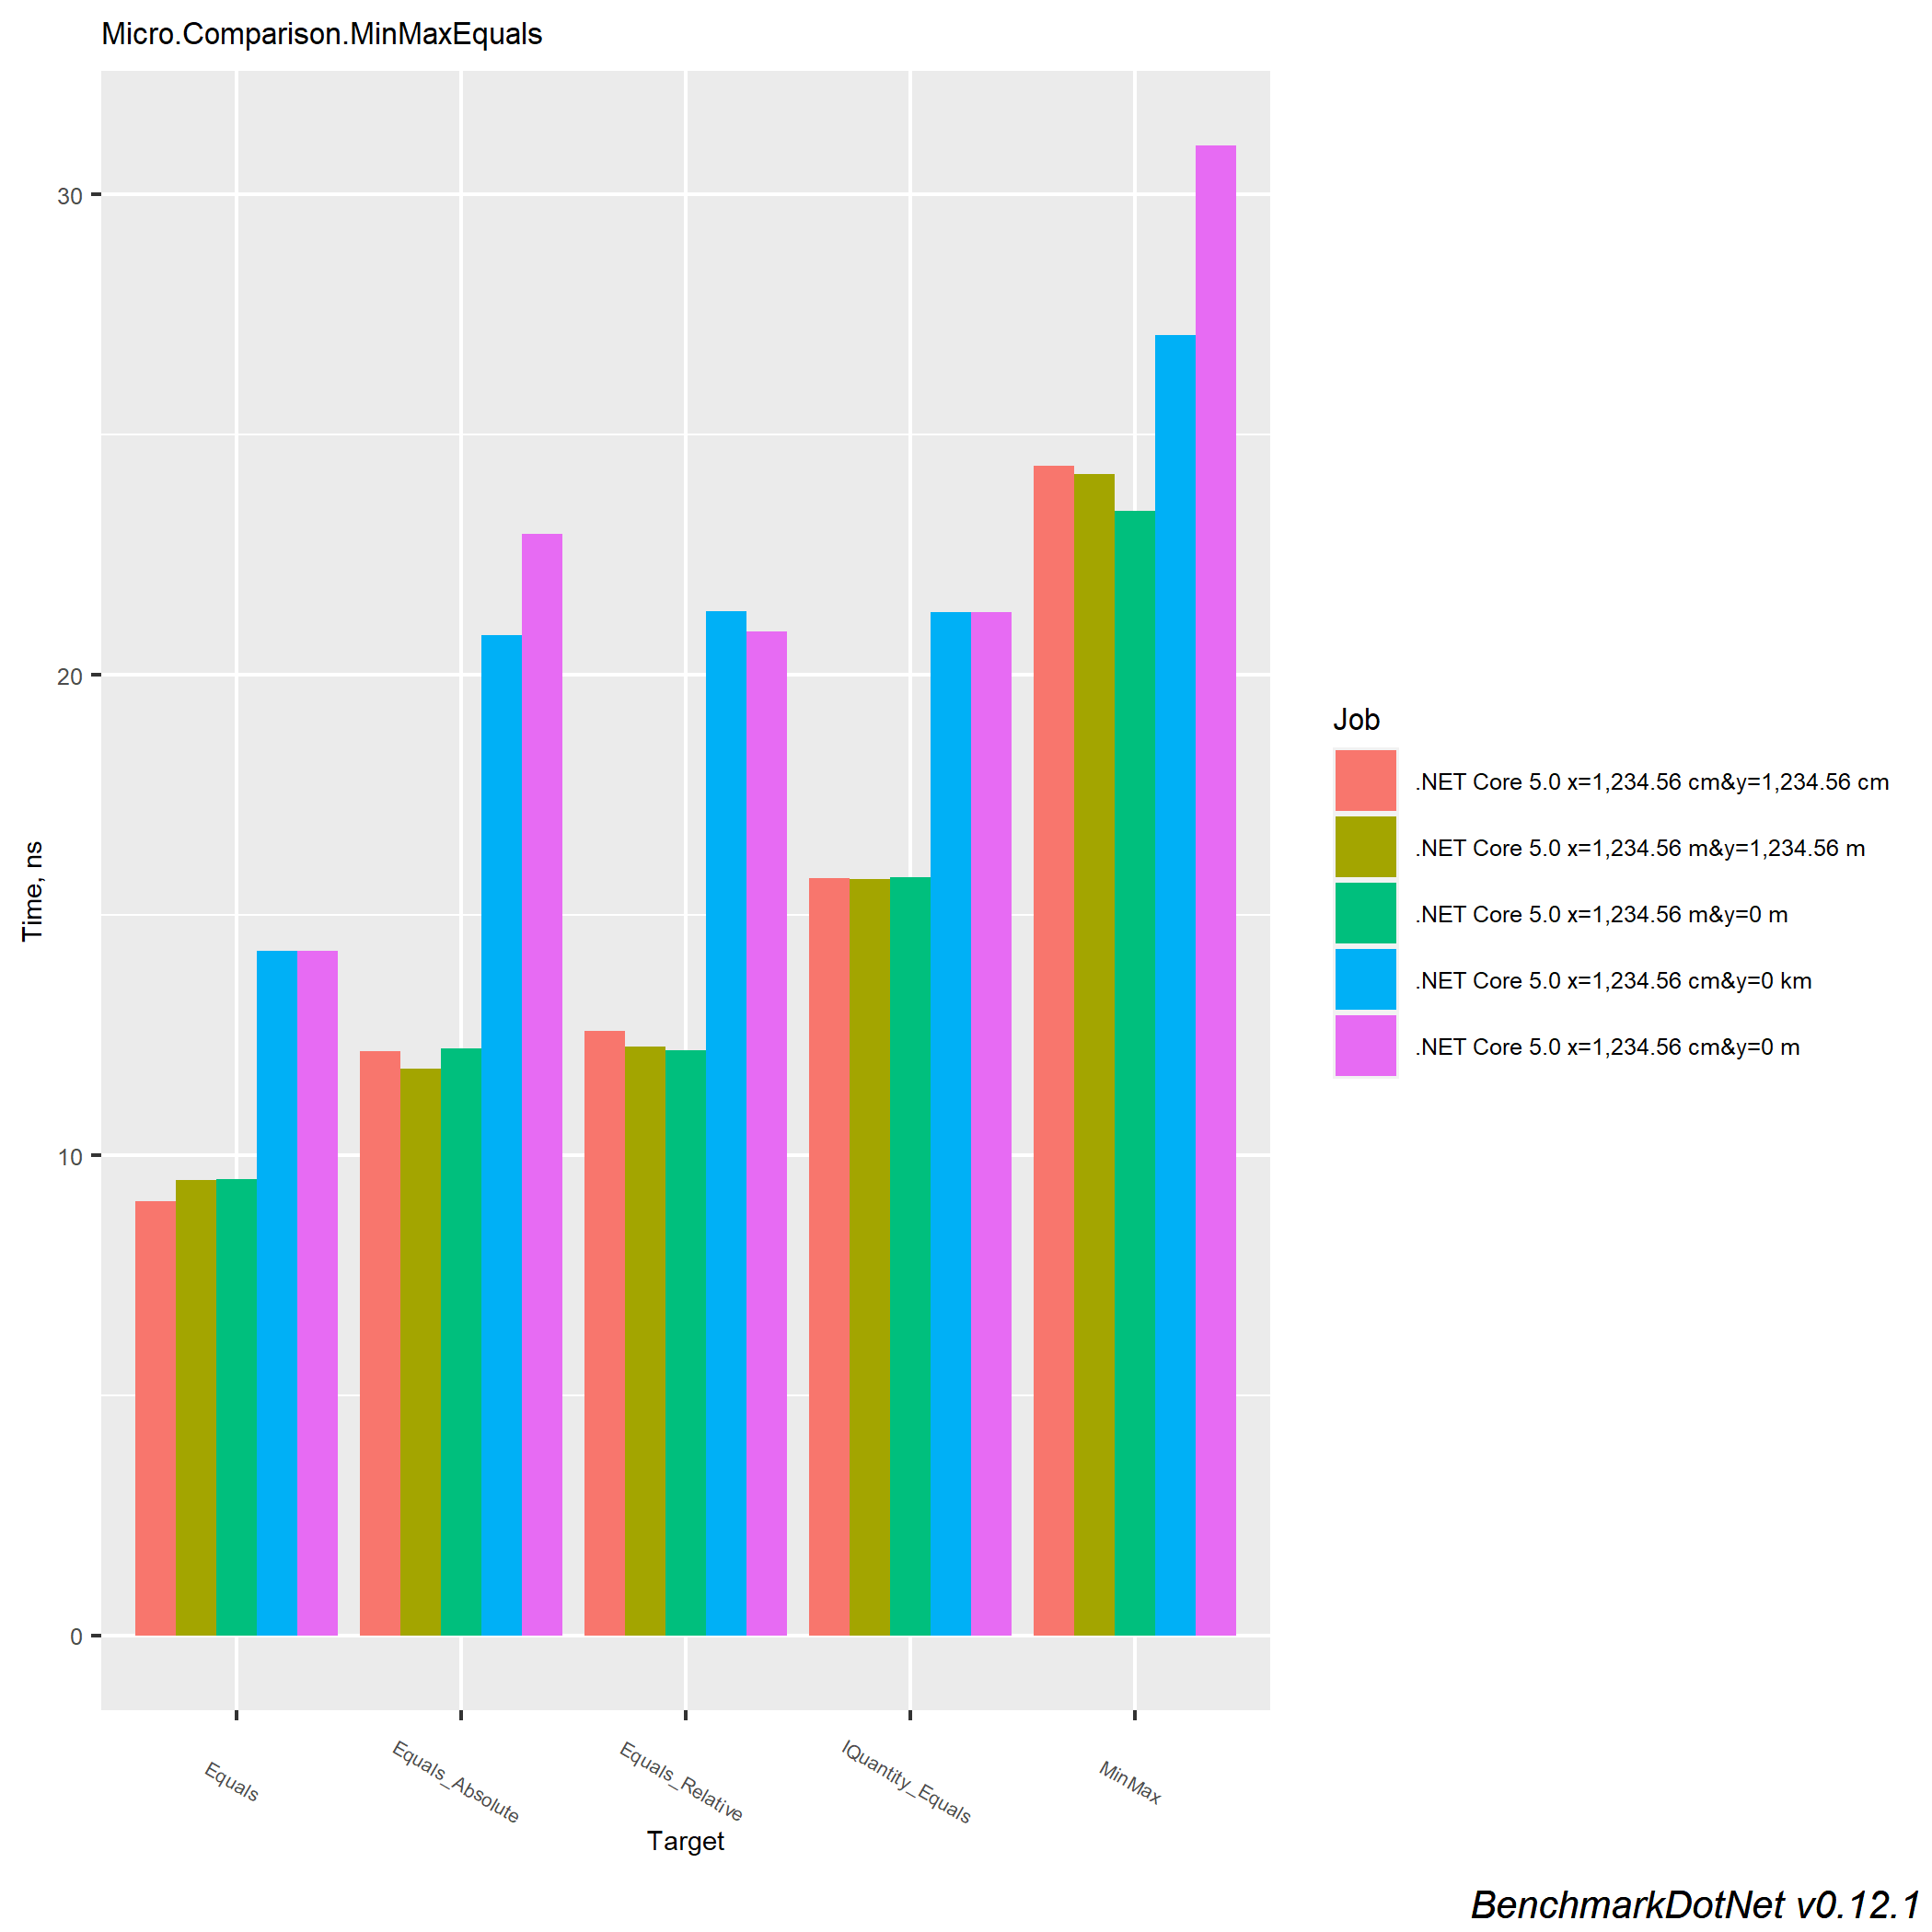 Micro.Comparison.MinMaxEquals
30
20
10
0
Time, ns
Equals
Equals_Absolute
Equals_Relative
IQuantity_Equals
MinMax
Target
Job
.NET Core 5.0 x=1,234.56 cm&y=1,234.56 cm
.NET Core 5.0 x=1,234.56 m&y=1,234.56 m
.NET Core 5.0 x=1,234.56 m&y=0 m
.NET Core 5.0 x=1,234.56 cm&y=0 km
.NET Core 5.0 x=1,234.56 cm&y=0 m
BenchmarkDotNet v0.12.1